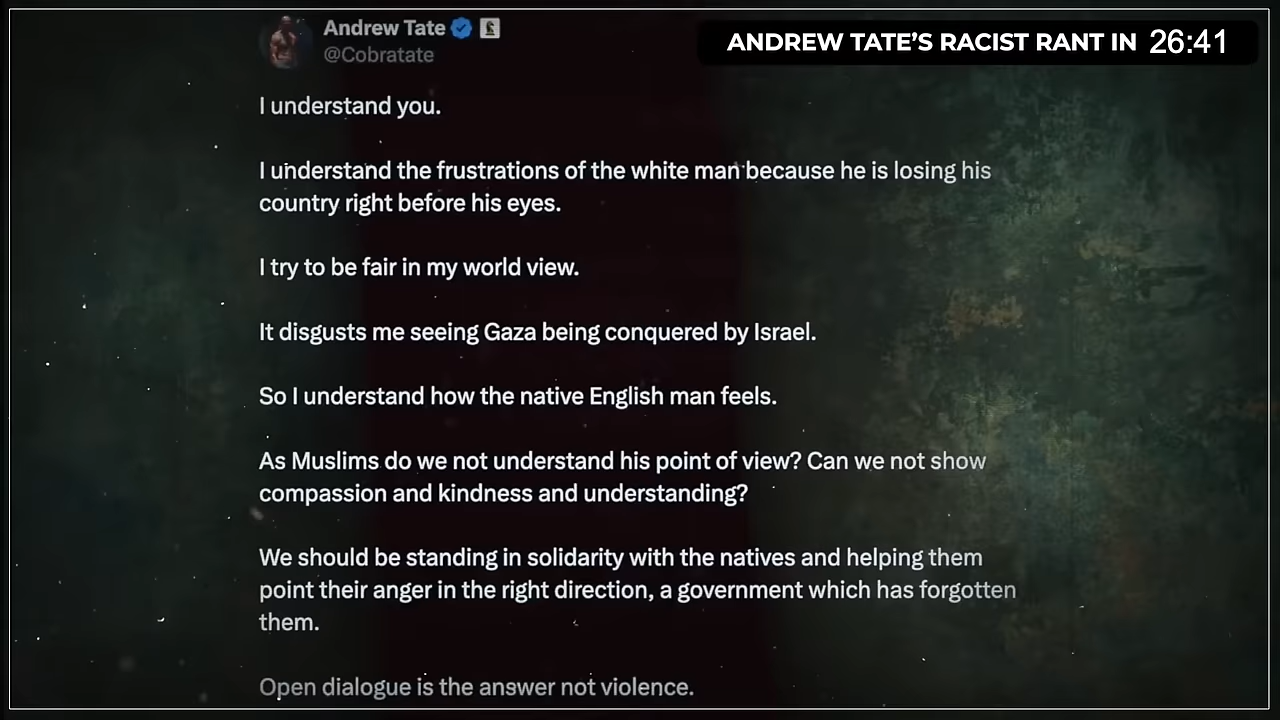 Andrew Tate
@Cobratate
ANDREW TATE'S RACIST RANT IN 26:41
I understand you.
I understand the frustrations of the white man because he is losing his
country right before his eyes.
I try to be fair in my world view.
It disgusts me seeing Gaza being conquered by Israel.
So I understand how the native English man feels.
As Muslims do we not understand his point of view? Can we not show
compassion and kindness and understanding?
We should be standing in solidarity with the natives and helping them
point their anger in the right direction, a government which has forgotten
them.
Open dialogue is the answer not violence.